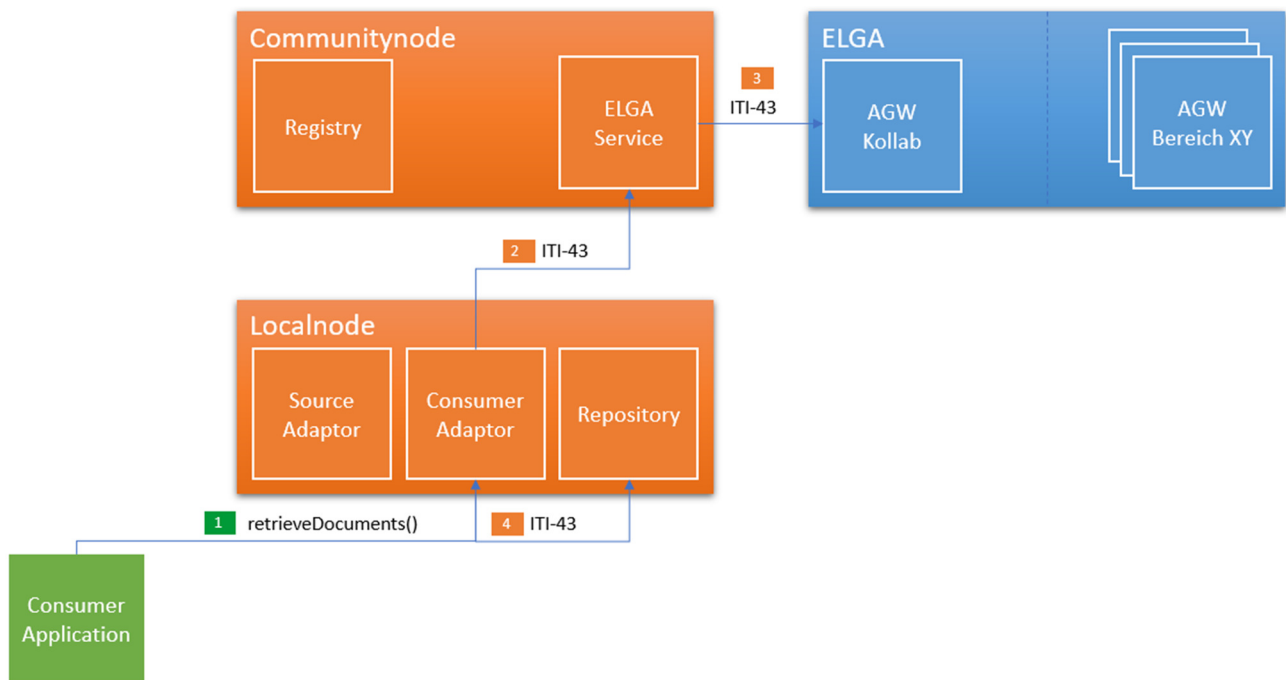 Communitynode
Registry
ELGA
Service
3
ITI-43
ELGA
AGW
Kollab
AGW
Bereich XY
2 ITI-43
Localnode
Source
Adaptor
Consumer
Adaptor
Repository
1 retrieveDocuments()
4 ITI-43
Consumer
Application